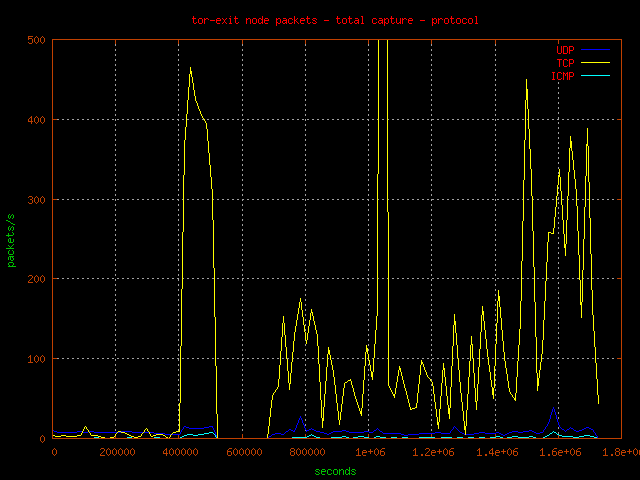 tor-exit node packets - total capture - protocol
500
UDP
TCP
ICMP
400
300
packets/s
200
100
0
0 200000 400000 600000 800000 1e+06 1.2e+06 1.4e+06 1.6e+06 1.8e+06
seconds